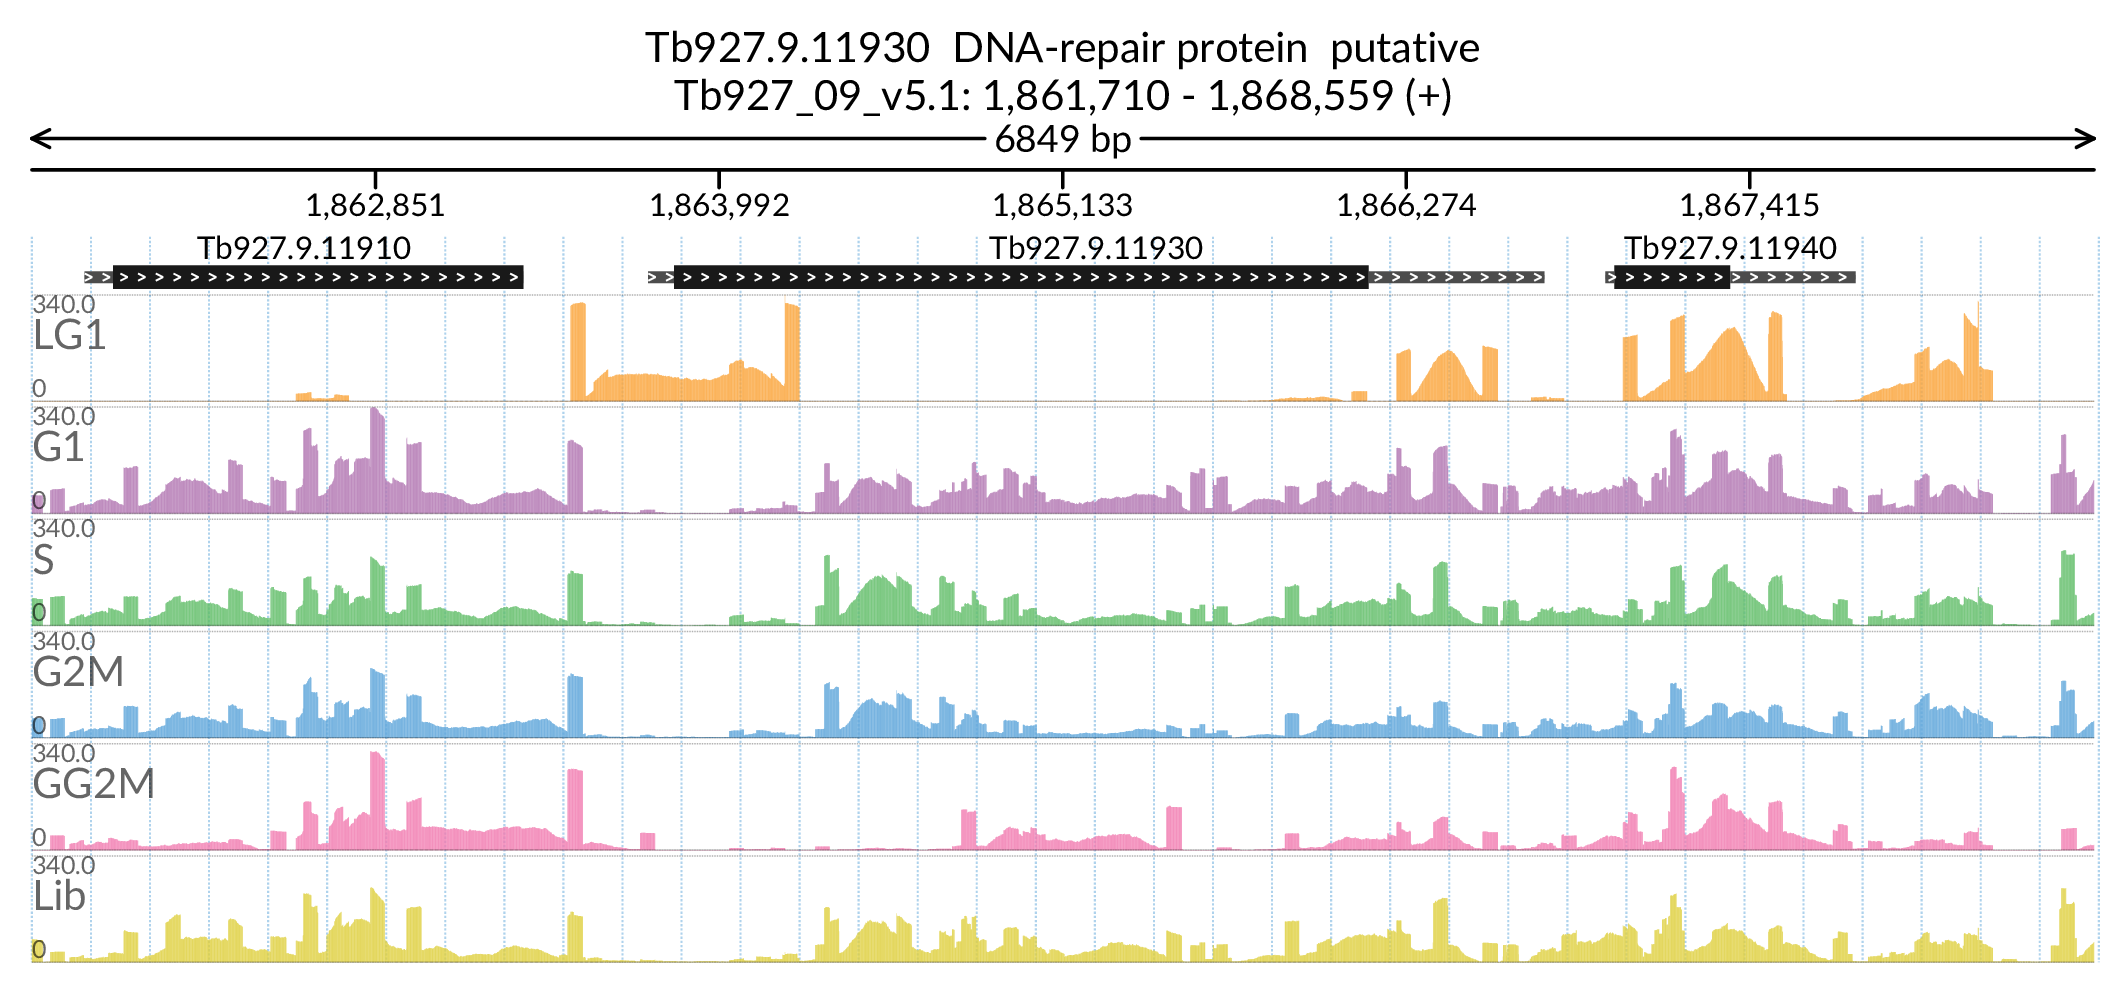 Tb927.9.11930  DNA-repair protein  putative
Tb927_09_v5.1: 1,861,710 - 1,868,559 (+)
6849 bp
1,862,851 1,863,992 1,865,133 1,866,274 1,867,415
Tb927.9.11910 Tb927.9.11930 Tb927.9.11940
340.0
LG1
0
340.0
G1
0
340.0
S
0
340.0
G2M
0
340.0
GG2M
0
340.0
Lib
0